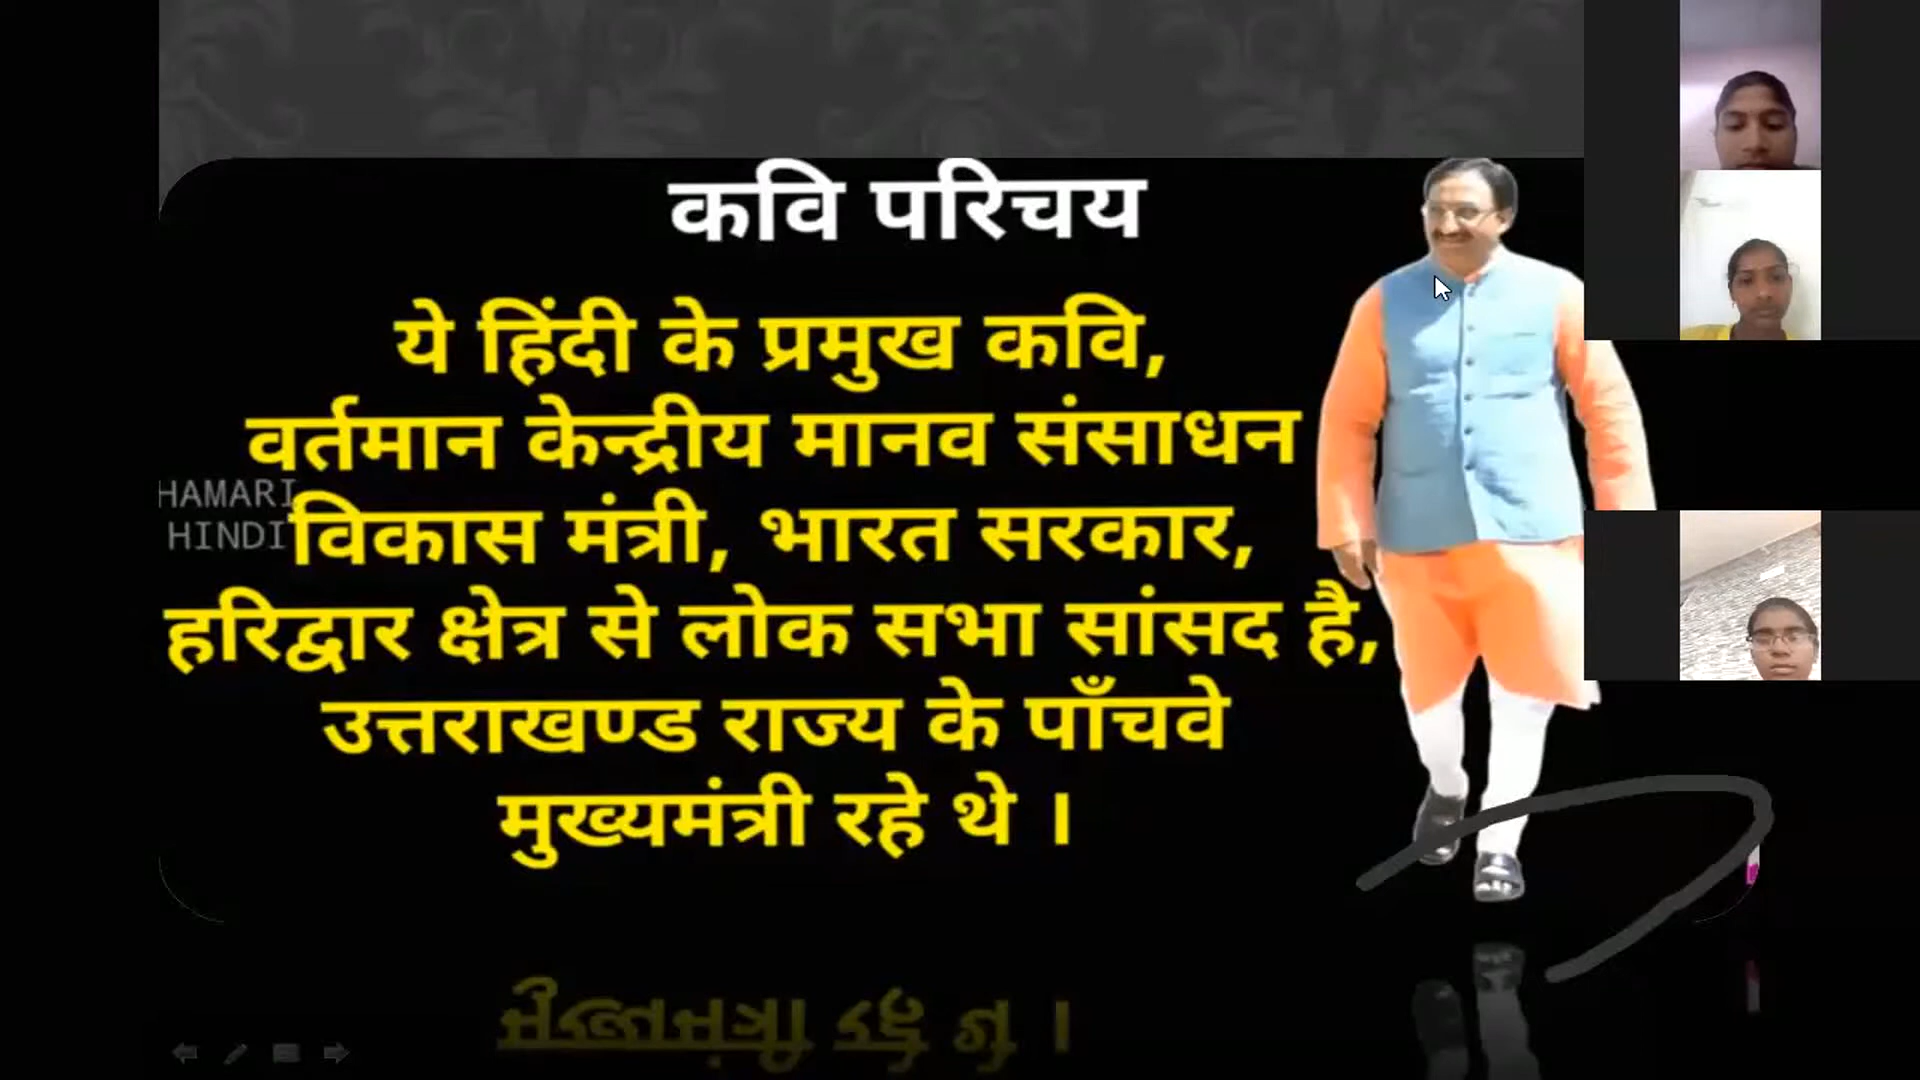 कवि परिचय
ये हिंदी के प्रमुख कवि,
वर्तमान केन्द्रीय मानव संसाधन
विकास मंत्री, भारत सरकार,
हरिद्वार क्षेत्र से लोक सभा सांसद है,
उत्तराखण्ड राज्य के पाँचवे
मुख्यमंत्री रहे थे ।
HAMARI
HINDI